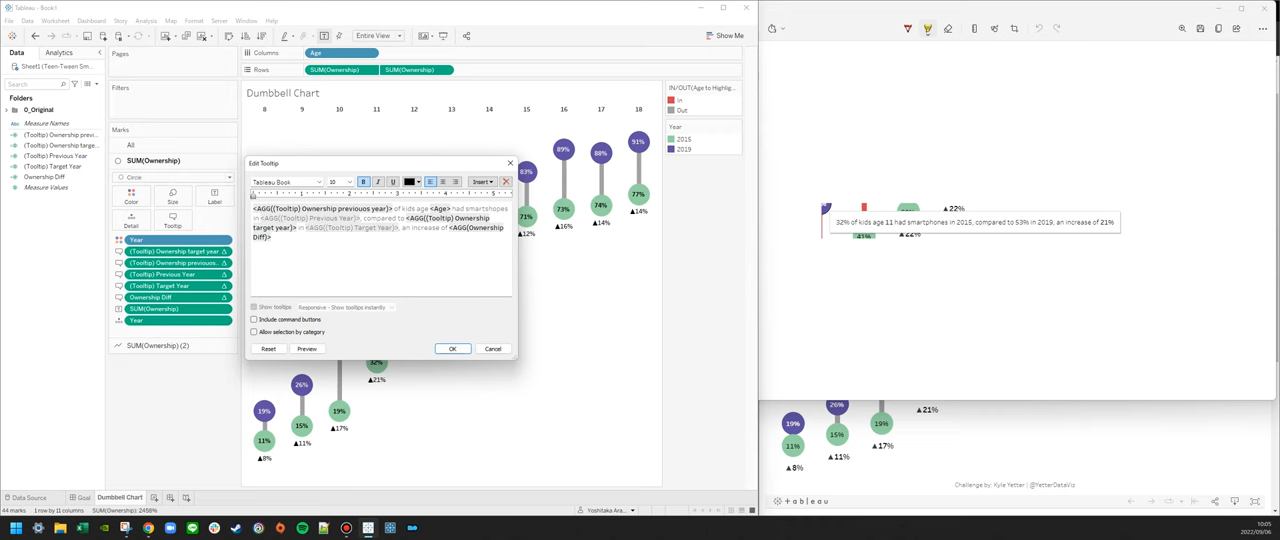 Tableau - Book1
File Data Worksheet Dashboard Story Analysis Map Format Server Window Help
Entire View
Show Me
Data Analytics
Pages
Columns Age
Sheet1 (Teen-Tween Sm...
Rows SUM(Ownership) SUM(Ownership)
Search
Filters
Folders
0_Original
Abc Measure Names
(Tooltip) Ownership previ...
(Tooltip) Ownership targe...
(Tooltip) Previous Year
(Tooltip) Target Year
Ownership Diff
Measure Values
Marks
All
SUM(Ownership)
Circle
Color Size Label
Detail Tooltip
Year
(Tooltip) Ownership target year
(Tooltip) Ownership previouos..
(Tooltip) Previous Year
(Tooltip) Target Year
Ownership Diff
SUM(Ownership)
Year
SUM(Ownership) (2)
Dumbbell Chart
8 9 10 11 12 13 14 15 16 17 18
83% 89% 88% 91%
71% 73% 74% 77%
▲12% ▲16% ▲14% ▲14%
32%
▲21%
26%
19% 19%
15% ▲17%
11% ▲11%
▲8%
IN/OUT(Age to Highlig...
In
Out
Year
2015
2019
Edit Tooltip
Tableau Book 10 B I U Insert
1 2 3 4 5
<AGG((Tooltip) Ownership previouos year)> of kids age <Age> had smartshopes
in <AGG((Tooltip) Previous Year)>, compared to <AGG((Tooltip) Ownership
target year)> in <AGG((Tooltip) Target Year)>, an increase of <AGG(Ownership
Diff)>
Show tooltips Responsive - Show tooltips instantly
Include command buttons
Allow selection by category
Reset Preview OK Cancel
▲22%
32% of kids age 11 had smartphones in 2015, compared to 53% in 2019, an increase of 21%
41% ▲22%
26% ▲21%
19% 19%
15% ▲17%
11% ▲11%
▲8%
Challenge by: Kyle Yetter | @YetterDataViz
+ableau
Data Source Goal Dumbbell Chart
44 marks 1 row by 11 columns SUM(Ownership): 2458%
Yoshitaka Ara...
10:05
2022/09/06